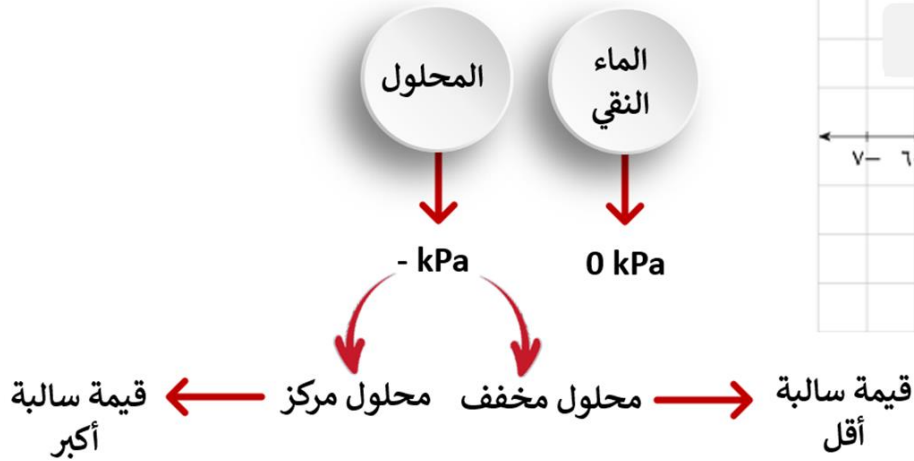 الماء
النقي
المحلول
0 kPa
- kPa
٧–
٦
محلول مخفف
محلول مركز
قيمة سالبة
أقل
قيمة سالبة
أكبر